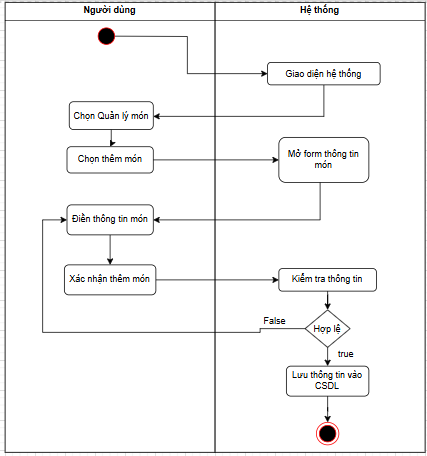 Người dùng
Hệ thống
Giao diện hệ thống
Chọn Quản lý món
Chọn thêm món
Mở form thông tin
món
Điền thông tin món
Xác nhận thêm món
Kiểm tra thông tin
False
Hợp lệ
true
Lưu thông tin vào
CSDL